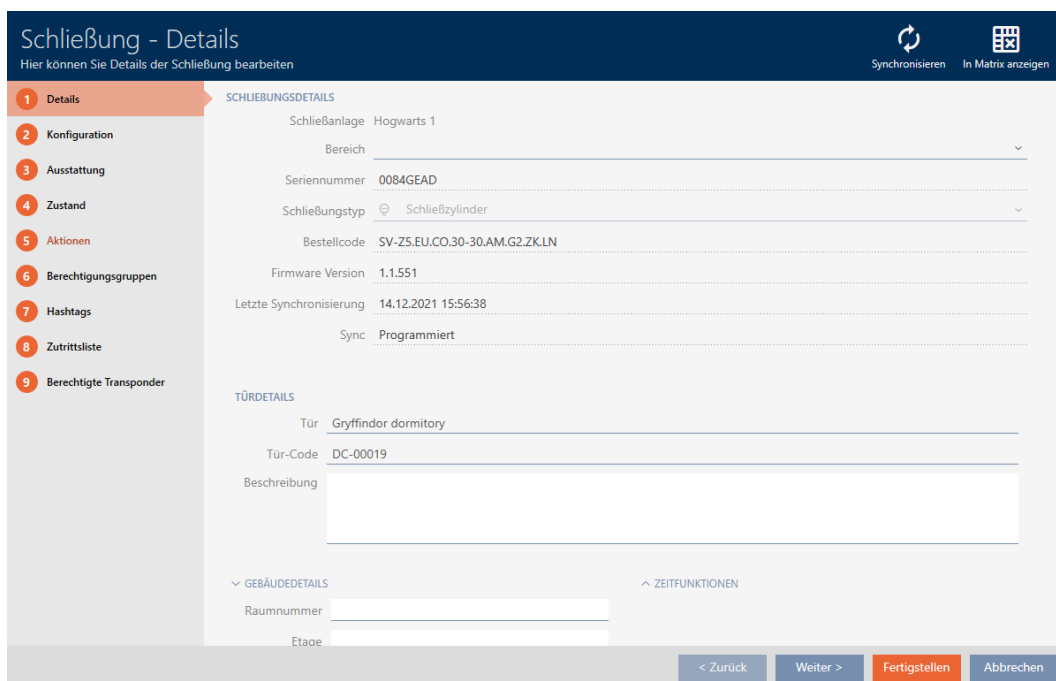 Schließung - Details
Hier können Sie Details der Schließung bearbeiten
Synchronisieren
In Matrix anzeigen
1 Details
2 Konfiguration
3 Ausstattung
4 Zustand
5 Aktionen
6 Berechtigungsgruppen
7 Hashtags
8 Zutrittsliste
9 Berechtigte Transponder
SCHLIEßUNGSDETAILS
Schließanlage Hogwarts 1
Bereich
Seriennummer 0084GEAD
Schließungstyp Schließzylinder
Bestellcode SV-Z5.EU.CO.30-30.AM.G2.ZK.LN
Firmware Version 1.1.551
Letzte Synchronisierung 14.12.2021 15:56:38
Sync Programmiert
TÜRDETAILS
Tür Gryffindor dormitory
Tür-Code DC-00019
Beschreibung
GEBÄUDEDETAILS
Raumnummer
Etage
ZEITFUNKTIONEN
< Zurück
Weiter >
Fertigstellen
Abbrechen